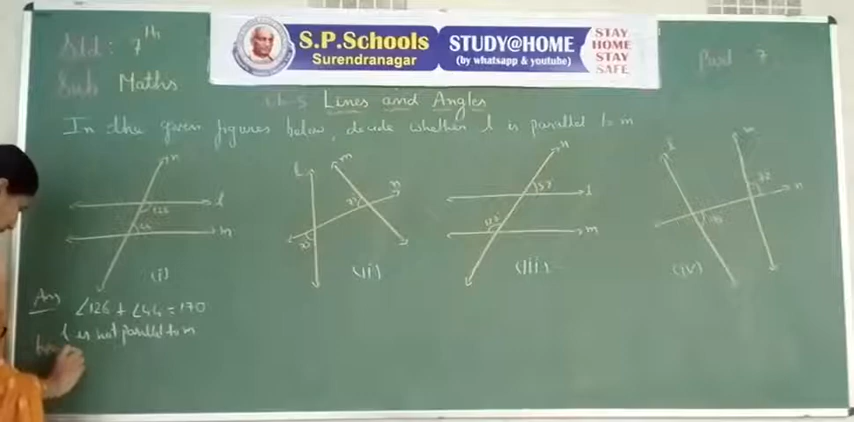 S.P.Schools
Surendranagar
STUDY@HOME
(by whatsapp & youtube)
STAY
HOME
STAY
SAFE
Std : 7th
Sub Maths
Part 7
Ch-5 Lines and Angles
In the given figures below, decide whether l is parallel to m
n
l
126
44
m
(i)
l
m
n
(ii)
n
57
l
m
(iii)
l
m
72
n
(iv)
Ans
∠126 + ∠44 = 170
l is not parallel to m